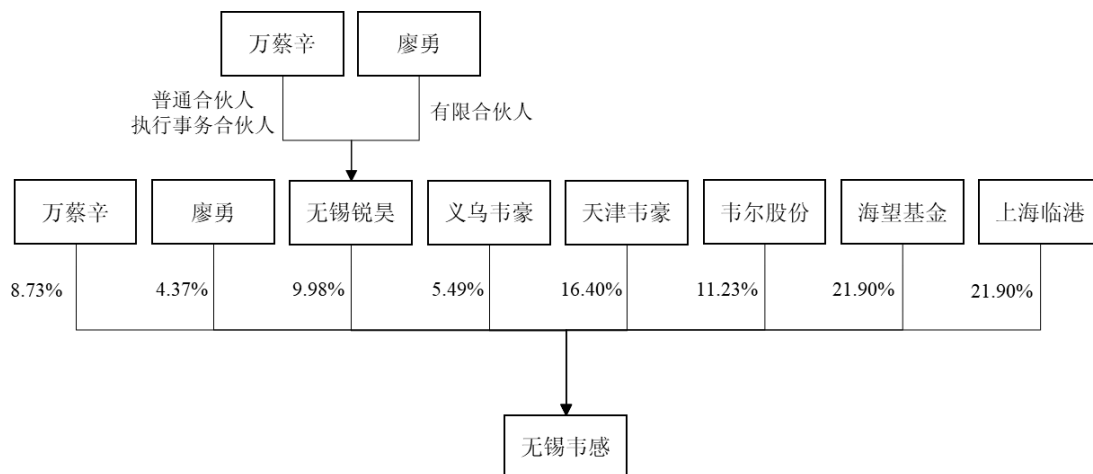 万蔡辛
廖勇
普通合伙人
执行事务合伙人
有限合伙人
万蔡辛
廖勇
无锡锐昊
义乌韦豪
天津韦豪
韦尔股份
海望基金
上海临港
8.73%
4.37%
9.98%
5.49%
16.40%
11.23%
21.90%
21.90%
无锡韦感